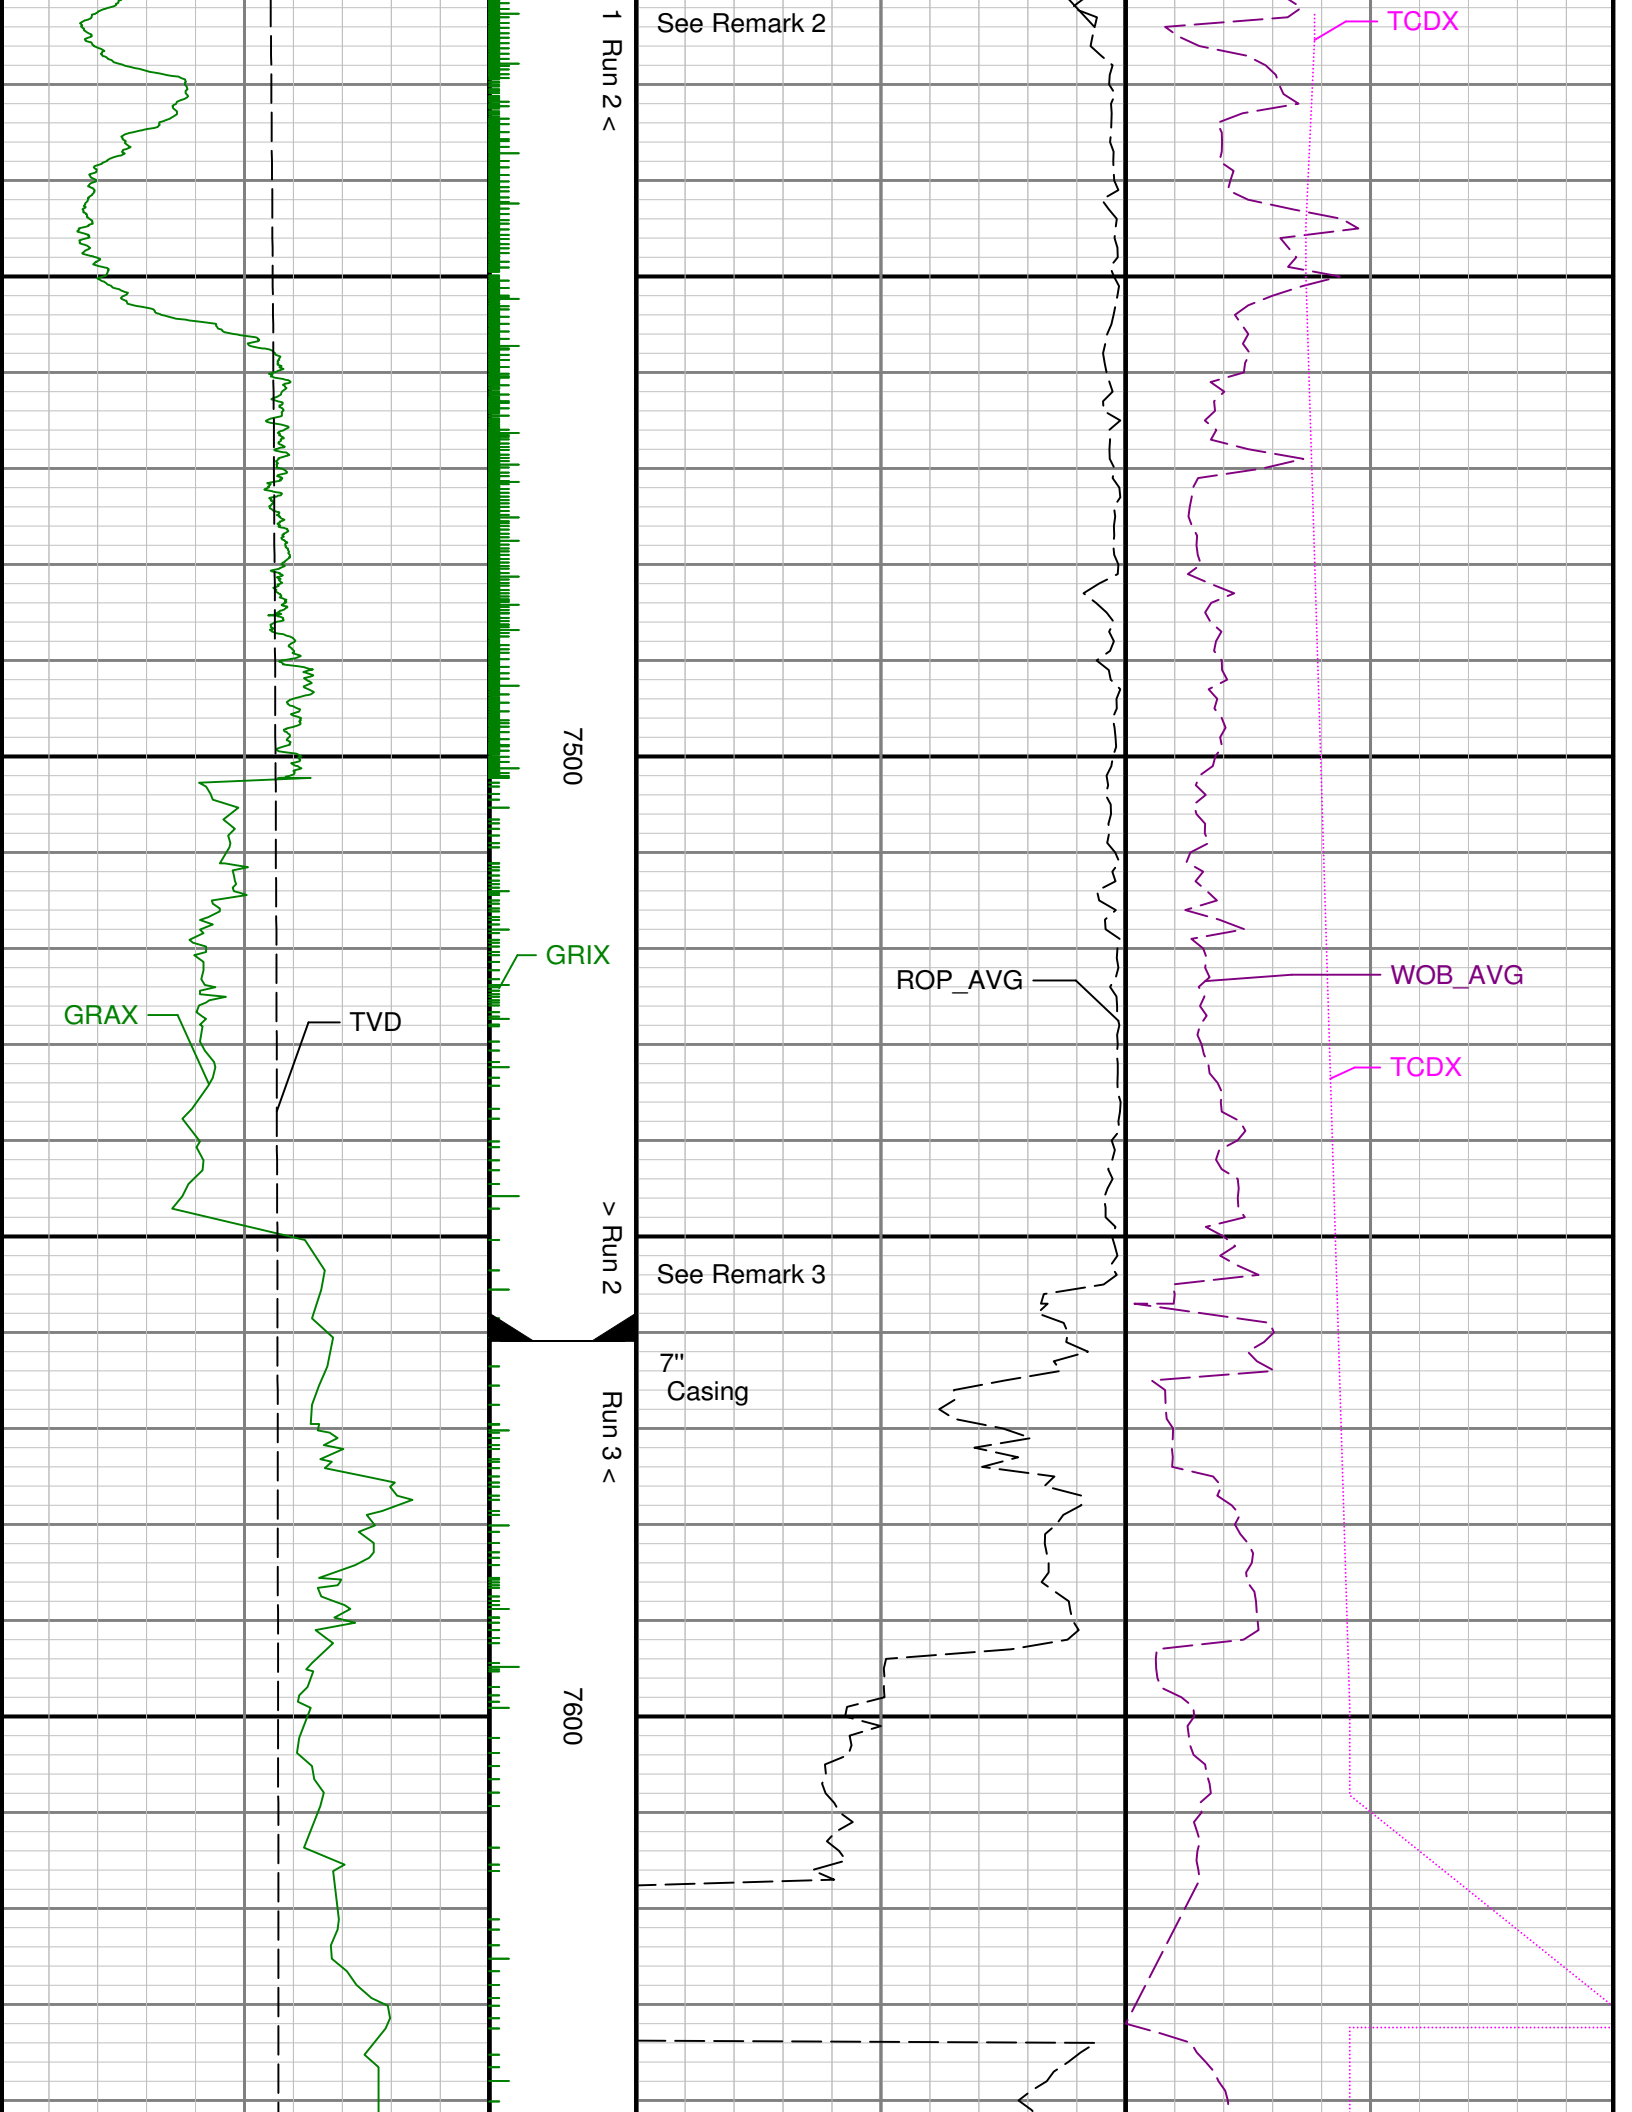 1 Run 2 <
See Remark 2
TCDX
7500
GRIX
ROP_AVG
WOB_AVG
GRAX
TVD
TCDX
> Run 2
See Remark 3
7"
Casing
Run 3 <
7600